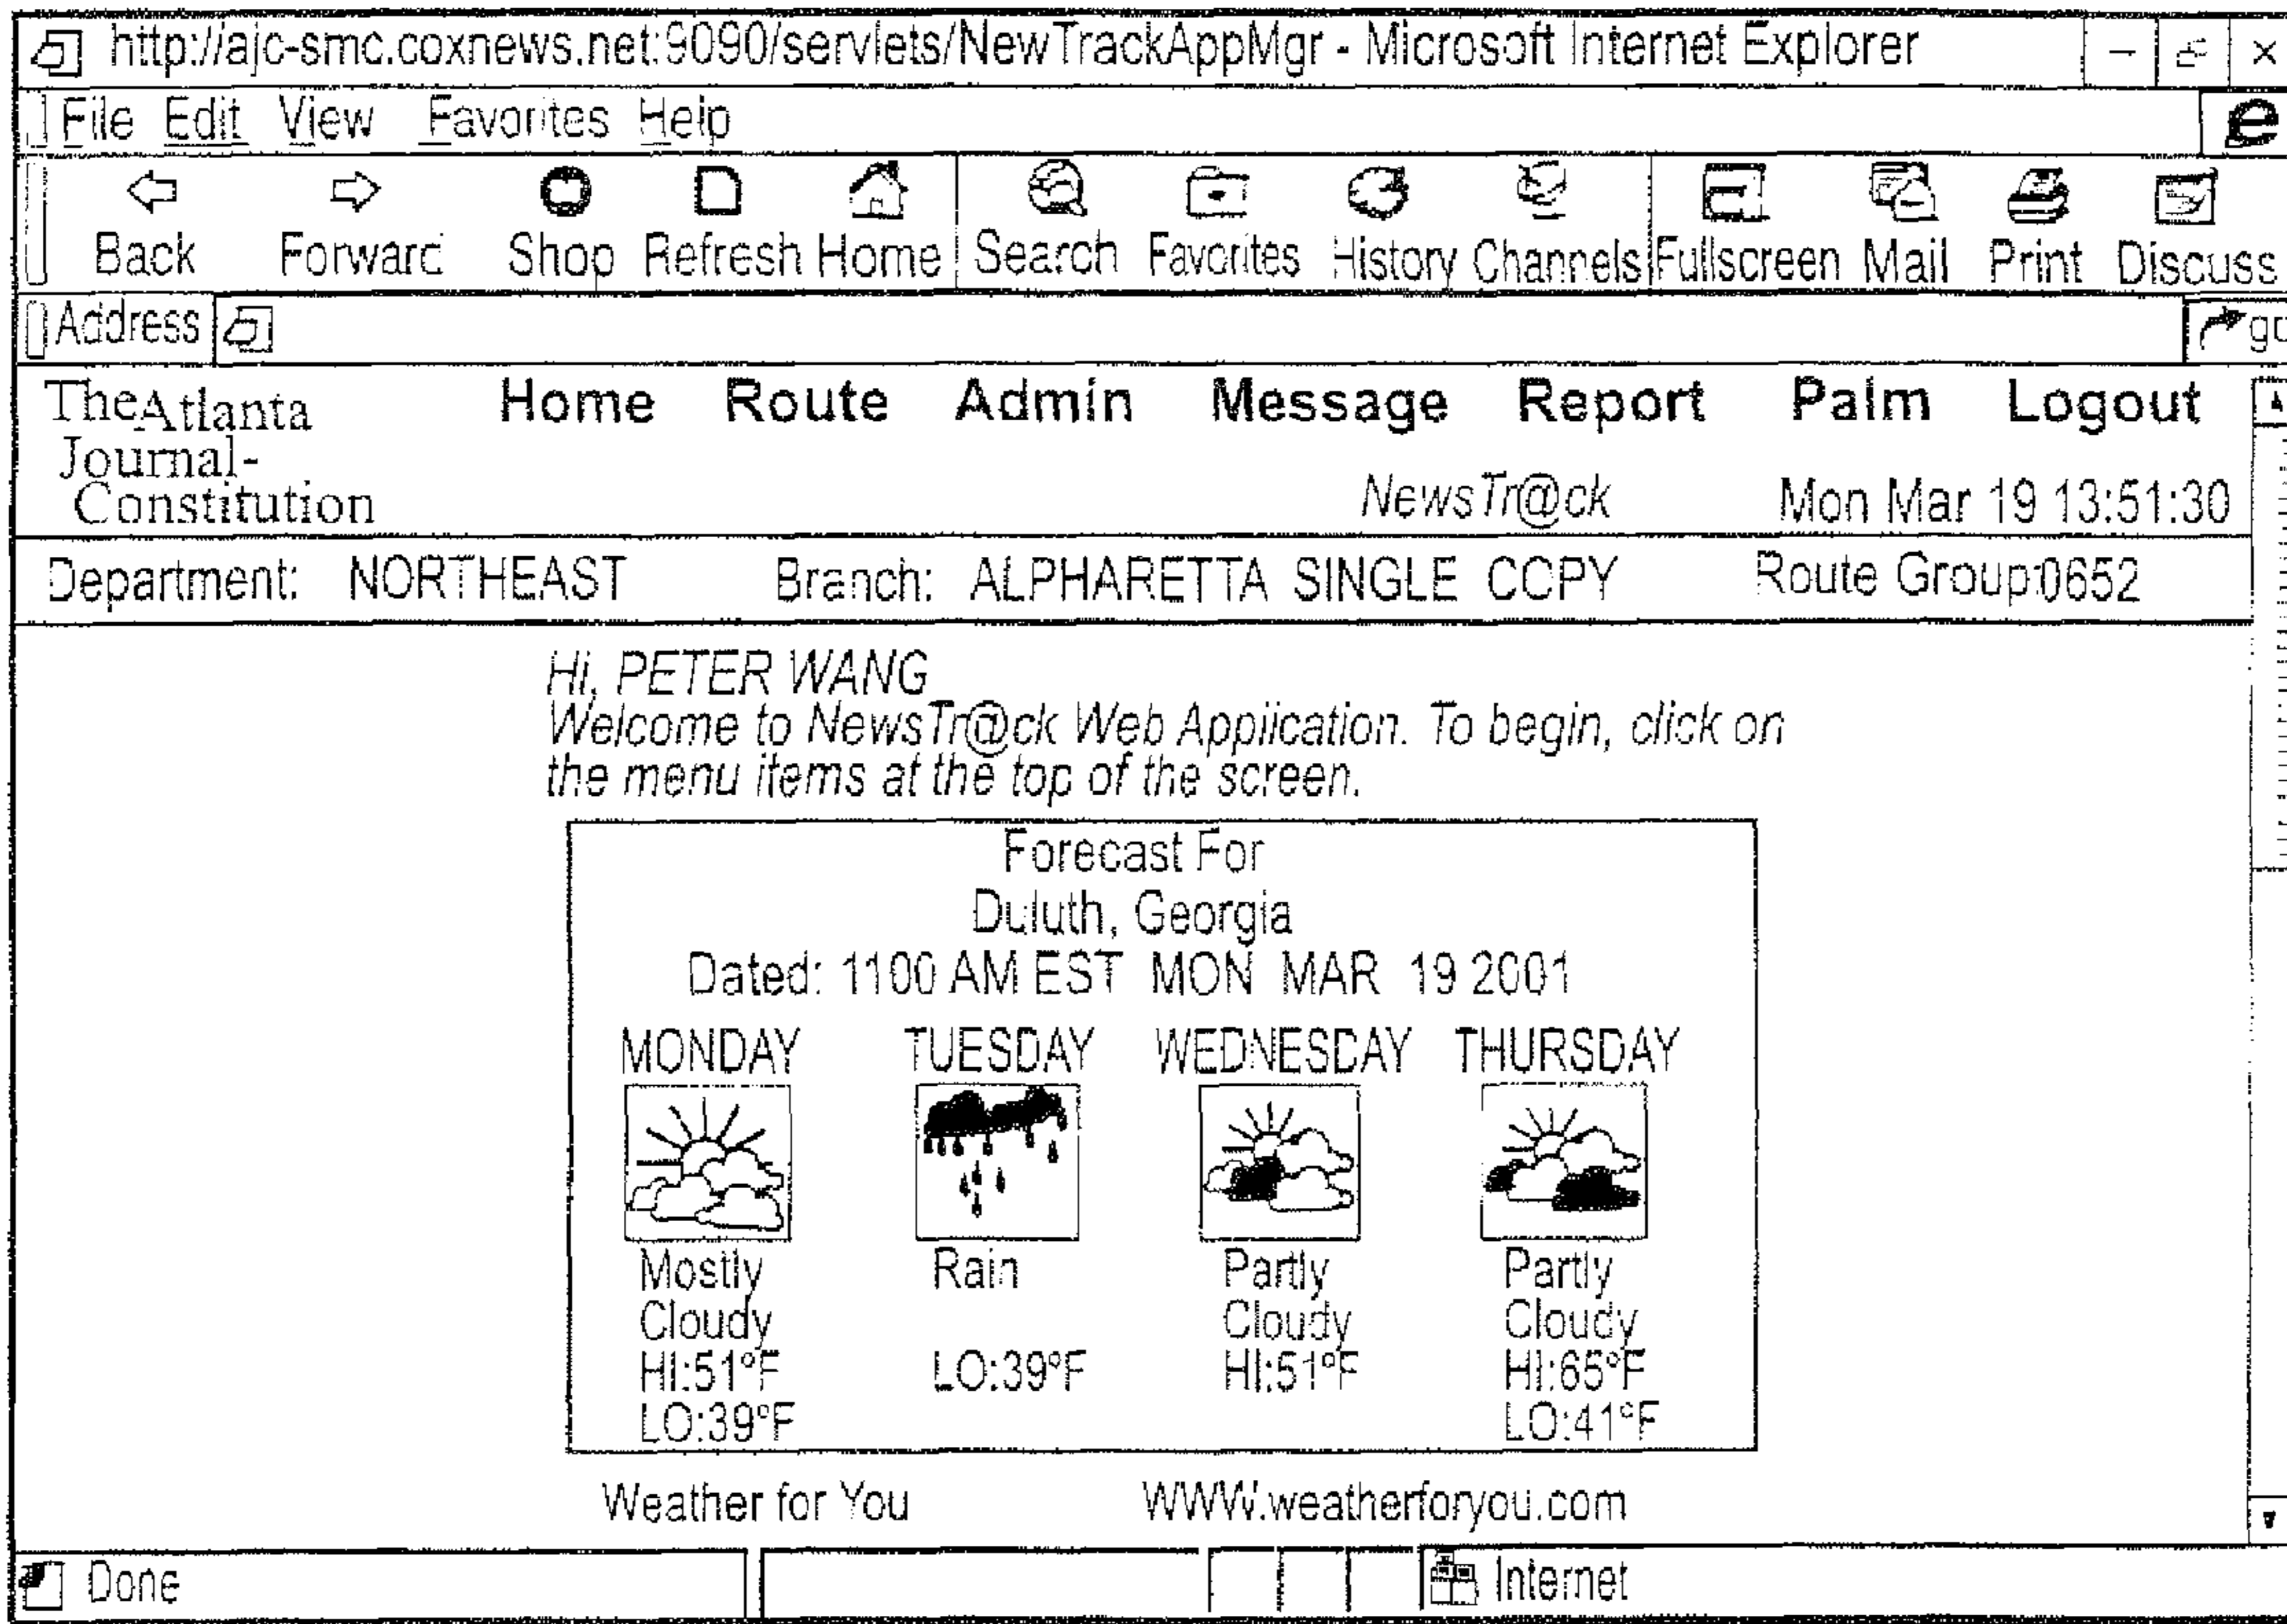 http://ajc-smc.coxnews.net:9090/servlets/NewTrackAppMgr - Microsoft Internet Explorer
File Edit View Favorites Help
Back Forward Shop Refresh Home Search Favorites History Channels Fullscreen Mail Print Discuss
Address go
The Atlanta
Journal-
Constitution
Home Route Admin Message Report Palm Logout
NewsTr@ck Mon Mar 19 13:51:30
Department: NORTHEAST Branch: ALPHARETTA SINGLE COPY Route Group:0652
Hi, PETER WANG
Welcome to NewsTr@ck Web Application. To begin, click on
the menu items at the top of the screen.
Forecast For
Duluth, Georgia
Dated: 1100 AM EST MON MAR 19 2001
MONDAY TUESDAY WEDNESDAY THURSDAY
Mostly Rain Partly Partly
Cloudy Cloudy Cloudy
HI:51°F LO:39°F HI:51°F HI:65°F
LO:39°F LO:41°F
Weather for You WWW.weatherforyou.com
Done Internet